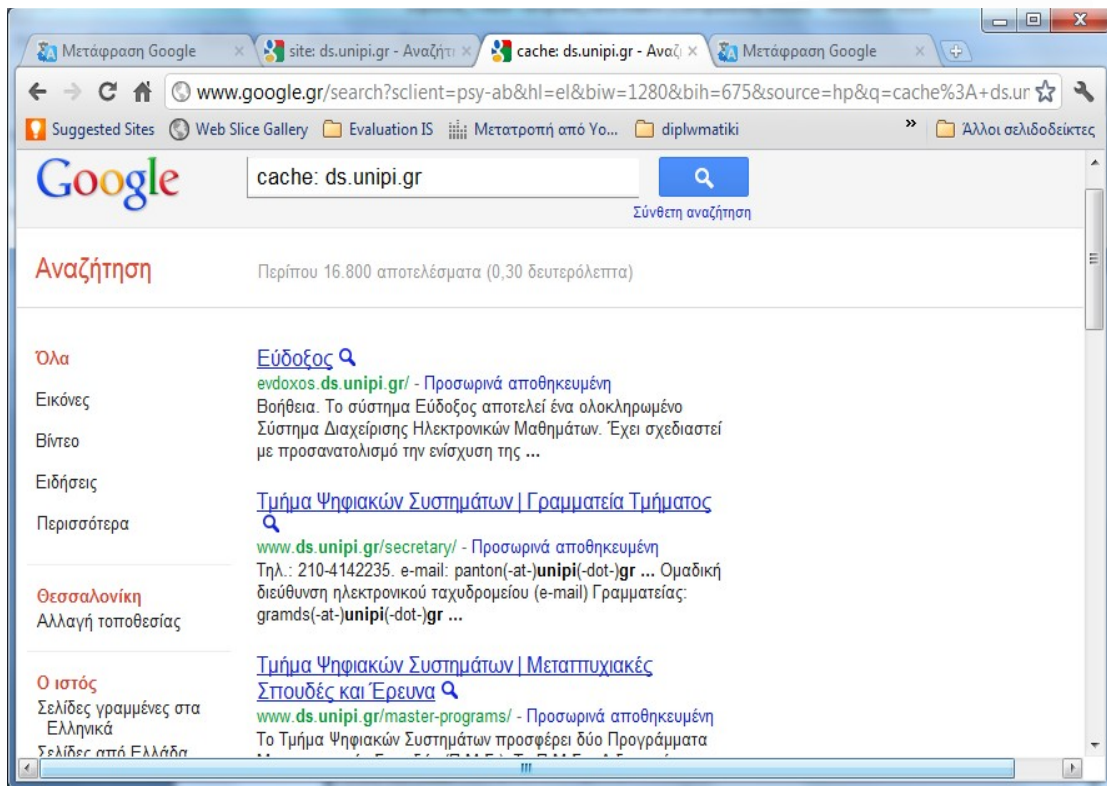 Μετάφραση Google
site: ds.unipi.gr - Αναζήτη
cache: ds.unipi.gr - Αναζ
Μετάφραση Google
www.google.gr/search?sclient=psy-ab&hl=el&biw=1280&bih=675&source=hp&q=cache%3A+ds.un
Suggested Sites Web Slice Gallery Evaluation IS Μετατροπή από Yo... diplwmatiki » Άλλοι σελιδοδείκτες
Google cache: ds.unipi.gr
Σύνθετη αναζήτηση
Αναζήτηση Περίπου 16.800 αποτελέσματα (0,30 δευτερόλεπτα)
Όλα
Εικόνες
Βίντεο
Ειδήσεις
Περισσότερα
Θεσσαλονίκη
Αλλαγή τοποθεσίας
Ο ιστός
Σελίδες γραμμένες στα
Ελληνικά
Σελίδες από Ελλάδα
Εύδοξος
evdoxos.ds.unipi.gr/ - Προσωρινά αποθηκευμένη
Βοήθεια. Το σύστημα Εύδοξος αποτελεί ένα ολοκληρωμένο
Σύστημα Διαχείρισης Ηλεκτρονικών Μαθημάτων. Έχει σχεδιαστεί
με προσανατολισμό την ενίσχυση της ...
Τμήμα Ψηφιακών Συστημάτων | Γραμματεία Τμήματος
www.ds.unipi.gr/secretary/ - Προσωρινά αποθηκευμένη
Τηλ.: 210-4142235. e-mail: panton(-at-)unipi(-dot-)gr ... Ομαδική
διεύθυνση ηλεκτρονικού ταχυδρομείου (e-mail) Γραμματείας:
gramds(-at-)unipi(-dot-)gr ...
Τμήμα Ψηφιακών Συστημάτων | Μεταπτυχιακές
Σπουδές και Έρευνα
www.ds.unipi.gr/master-programs/ - Προσωρινά αποθηκευμένη
Το Τμήμα Ψηφιακών Συστημάτων προσφέρει δύο Προγράμματα